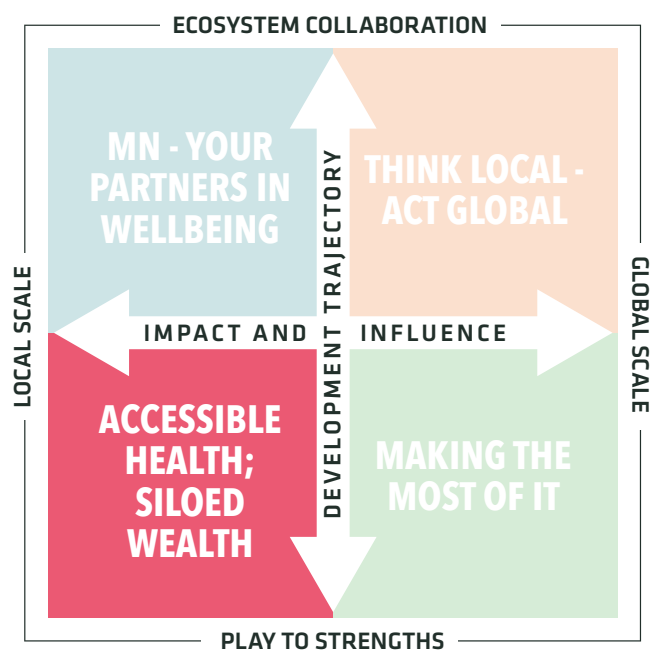 ECOSYSTEM COLLABORATION
MN - YOUR
PARTNERS IN
WELLBEING
THINK LOCAL -
ACT GLOBAL
DEVELOPMENT TRAJECTORY
LOCAL SCALE
IMPACT AND INFLUENCE
GLOBAL SCALE
ACCESSIBLE
HEALTH;
SILOED
WEALTH
MAKING THE
MOST OF IT
PLAY TO STRENGTHS